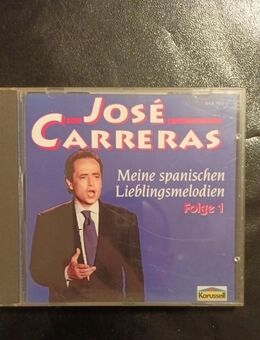 JOSÉ
CARRERAS
Meine spanischen
Lieblingsmelodien
Folge 1
Karussell